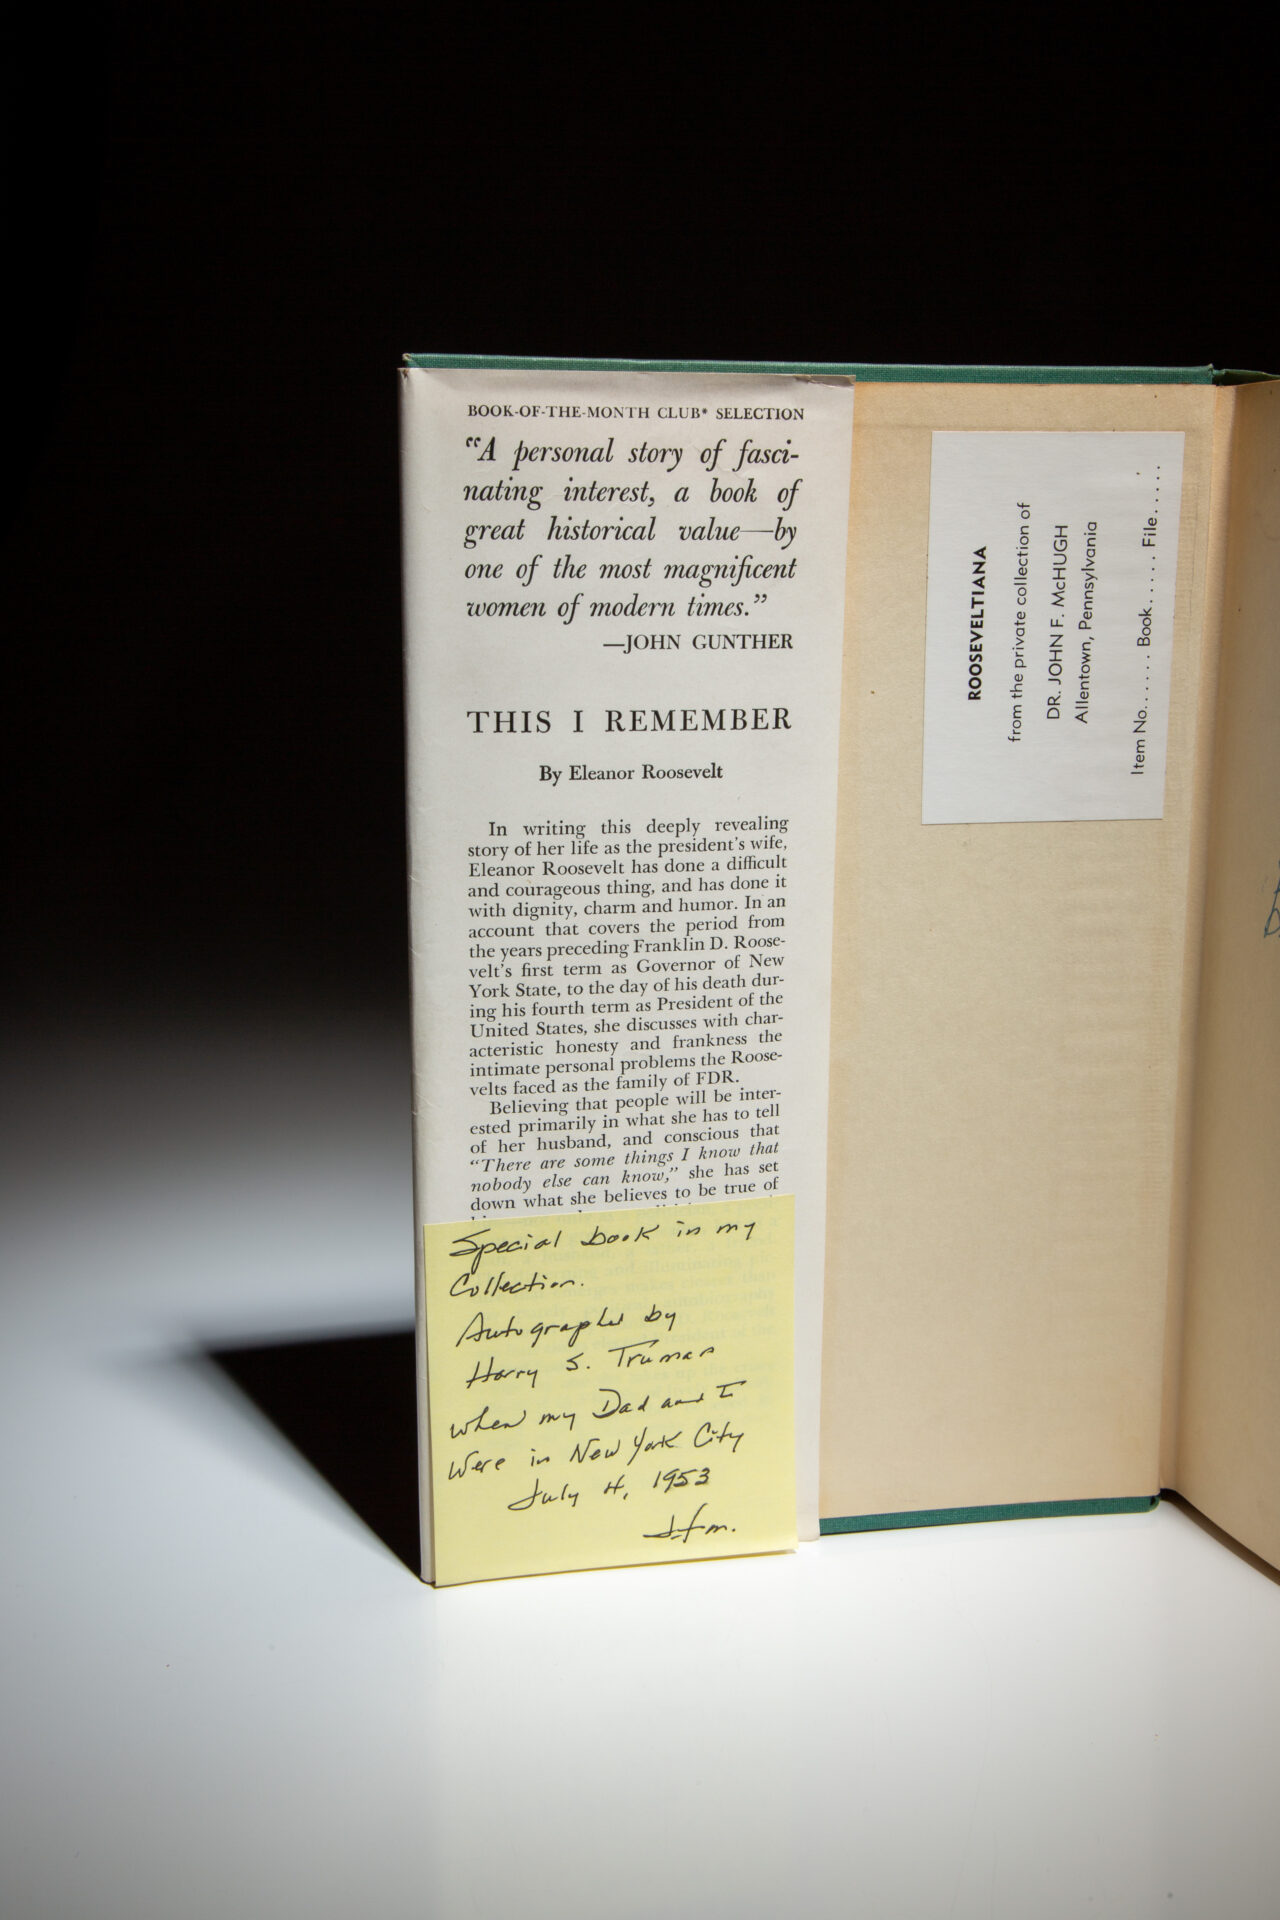 BOOK-OF-THE-MONTH CLUB* SELECTION
"A personal story of fasci-
nating interest, a book of
great historical value—by
one of the most magnificent
women of modern times."
—JOHN GUNTHER
THIS I REMEMBER
By Eleanor Roosevelt
In writing this deeply revealing
story of her life as the president's wife,
Eleanor Roosevelt has done a difficult
and courageous thing, and has done it
with dignity, charm and humor. In an
account that covers the period from
the years preceding Franklin D. Roose-
velt's first term as Governor of New
York State, to the day of his death dur-
ing his fourth term as President of the
United States, she discusses with char-
acteristic honesty and frankness the
intimate personal problems the Roose-
velts faced as the family of FDR.
Believing that people will be inter-
ested primarily in what she has to tell
of her husband, and conscious that
"There are some things I know that
nobody else can know," she has set
down what she believes to be true of
Special book in my
Collection.
Autographed by
Harry S. Truman
when my Dad and I
Were in New York City
July 4, 1953
J.F.M.
ROOSEVELTIANA
from the private collection of
DR. JOHN F. McHUGH
Allentown, Pennsylvania
Item No. . . . . . Book. . . . . File. . . . .